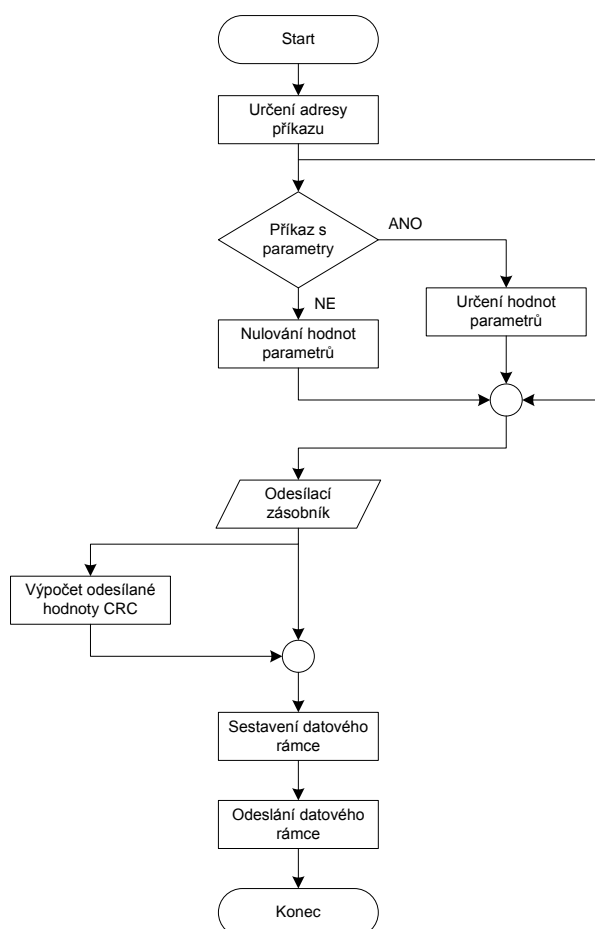 Start
Určení adresy
příkazu
Příkaz s
parametry
ANO
NE
Určení hodnot
parametrů
Nulování hodnot
parametrů
Odesílací
zásobník
Výpočet odesílané
hodnoty CRC
Sestavení datového
rámce
Odeslání datového
rámce
Konec